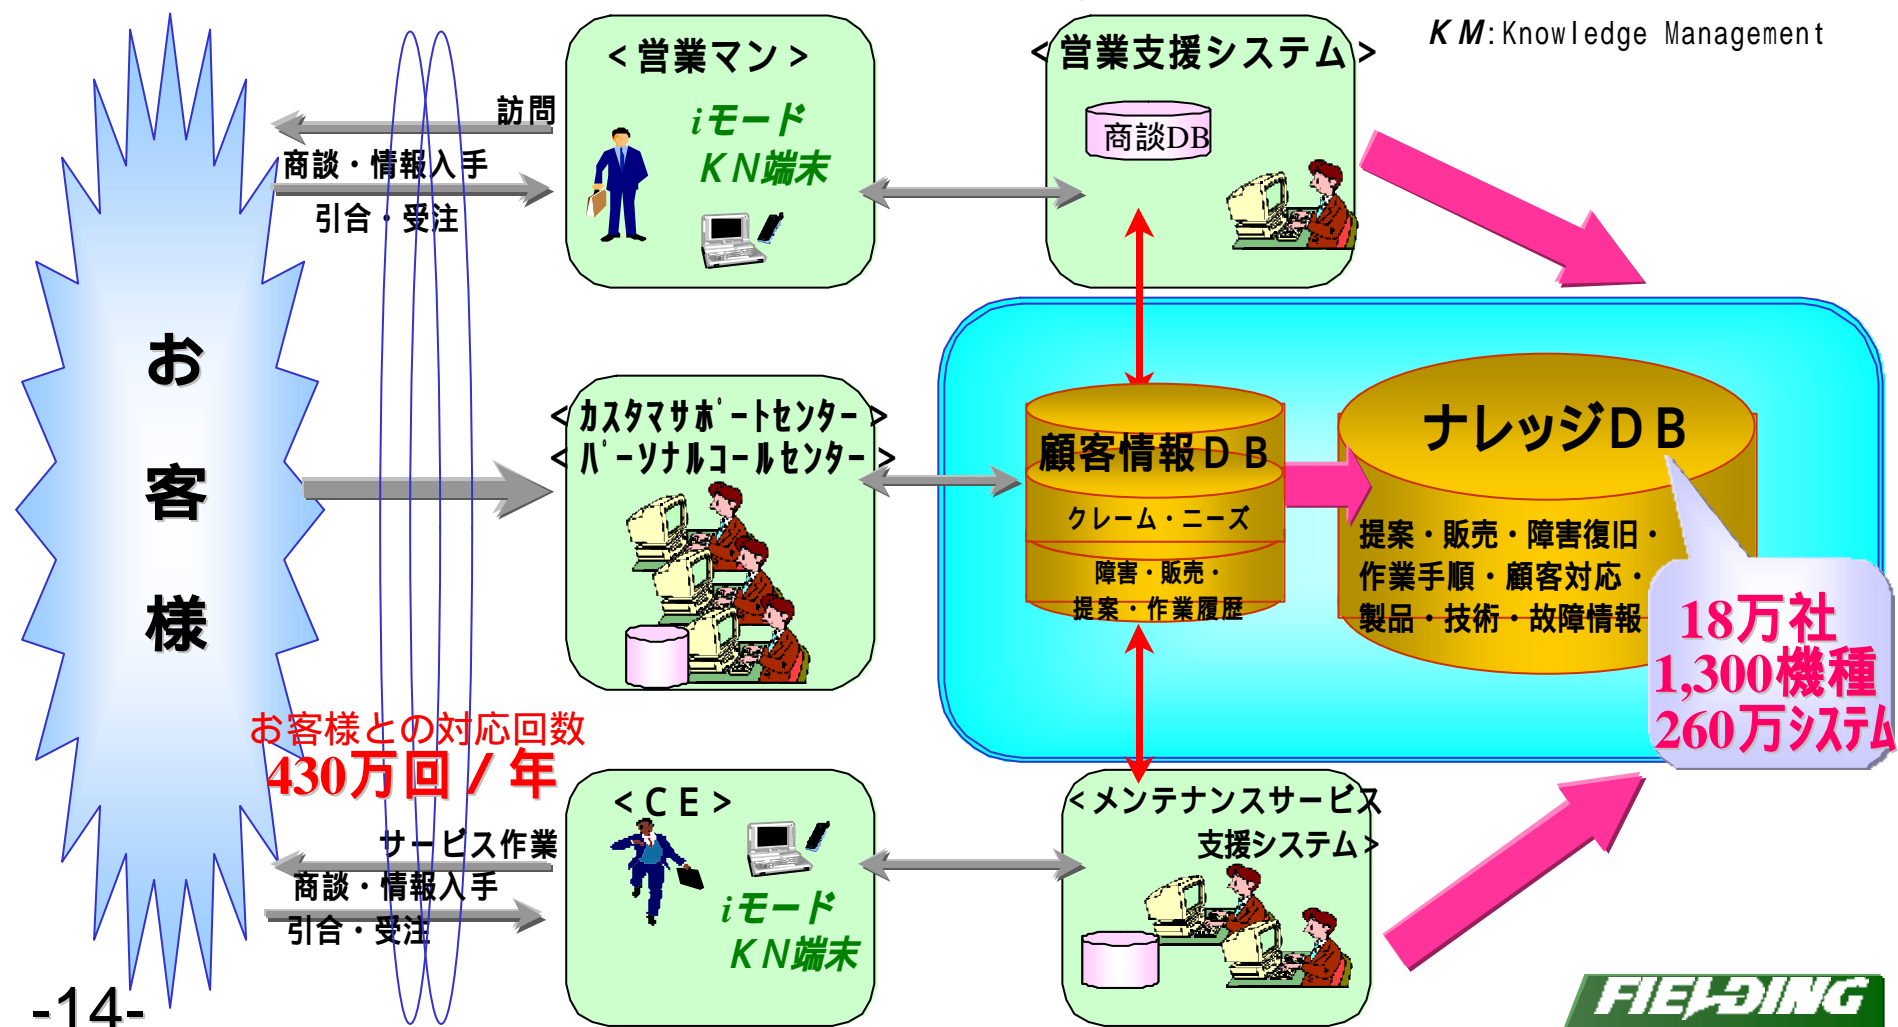 KM:Knowledge Management
<営業マン>
iモード
KN端末
<営業支援システム>
商談DB
訪問
商談・情報入手
引合・受注
お
客
様
<カスタマサポートセンター>
<パーソナルコールセンター>
顧客情報DB
クレーム・ニーズ
障害・販売・
提案・作業履歴
ナレッジDB
提案・販売・障害復旧・
作業手順・顧客対応・
製品・技術・故障情報
18万社
1,300機種
260万システム
お客様との対応回数
430万回/年
サービス作業
商談・情報入手
引合・受注
<CE>
iモード
KN端末
<メンテナンスサービス
支援システム>
-14-
FIELDING